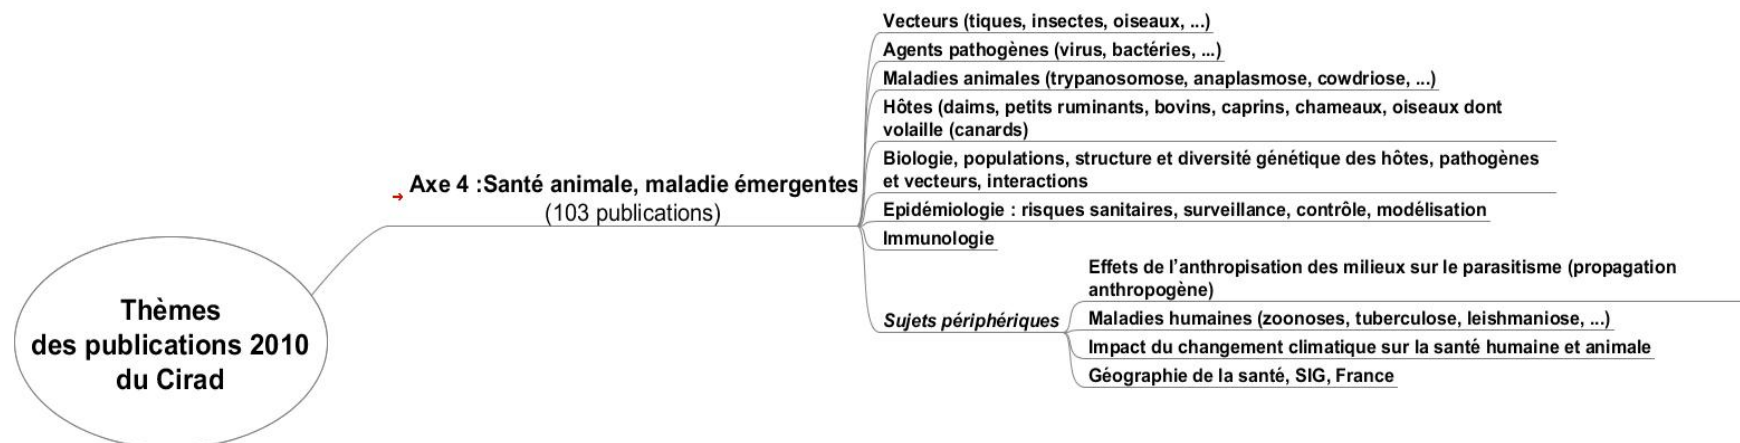 Thèmes
des publications 2010
du Cirad
Axe 4 :Santé animale, maladie émergentes
(103 publications)
Vecteurs (tiques, insectes, oiseaux, ...)
Agents pathogènes (virus, bactéries, ...)
Maladies animales (trypanosomose, anaplasmose, cowdriose, ...)
Hôtes (daims, petits ruminants, bovins, caprins, chameaux, oiseaux dont
volaille (canards)
Biologie, populations, structure et diversité génétique des hôtes, pathogènes
et vecteurs, interactions
Epidémiologie : risques sanitaires, surveillance, contrôle, modélisation
Immunologie
Sujets périphériques
Effets de l’anthropisation des milieux sur le parasitisme (propagation
anthropogène)
Maladies humaines (zoonoses, tuberculose, leishmaniose, ...)
Impact du changement climatique sur la santé humaine et animale
Géographie de la santé, SIG, France